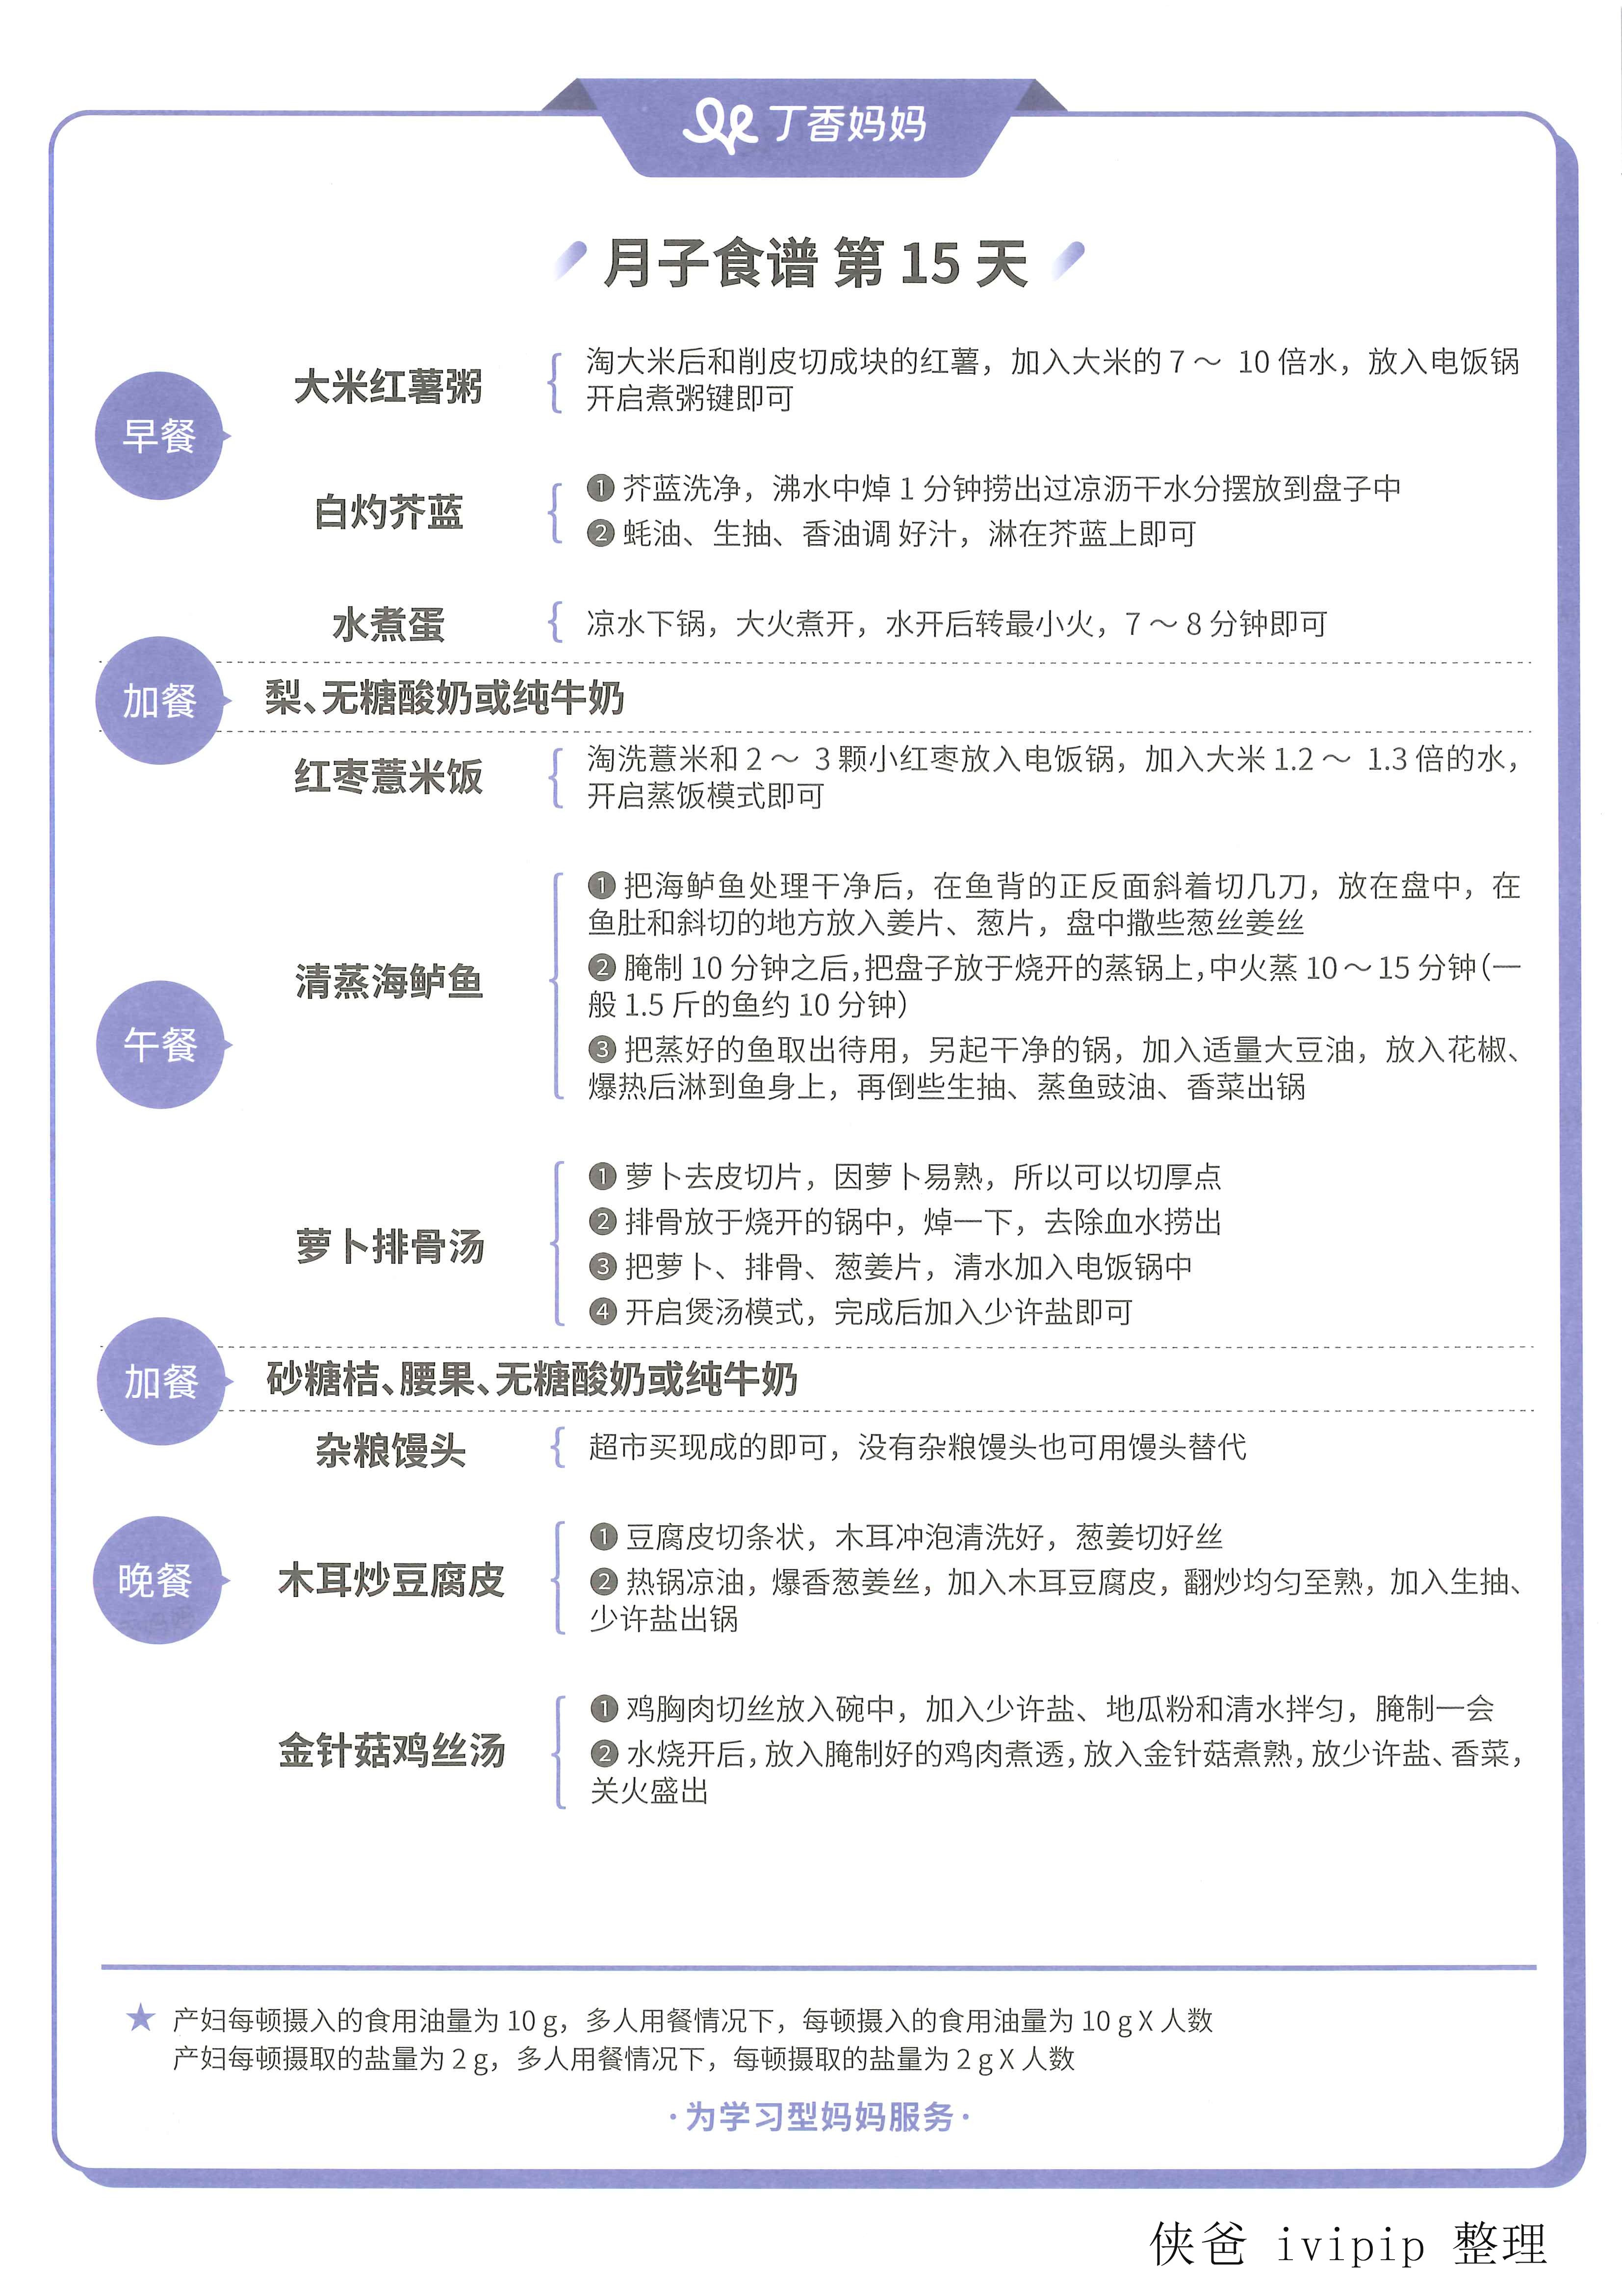 丁香妈妈
月子食谱 第 15 天
早餐
大米红薯粥
淘大米后和削皮切成块的红薯，加入大米的 7～ 10 倍水，放入电饭锅
开启煮粥键即可
白灼芥蓝
❶ 芥蓝洗净，沸水中焯 1 分钟捞出过凉沥干水分摆放到盘子中
❷ 蚝油、生抽、香油调 好汁，淋在芥蓝上即可
水煮蛋
凉水下锅，大火煮开，水开后转最小火，7～8 分钟即可
加餐
梨、无糖酸奶或纯牛奶
午餐
红枣薏米饭
淘洗薏米和 2～ 3 颗小红枣放入电饭锅，加入大米 1.2～ 1.3 倍的水，
开启蒸饭模式即可
清蒸海鲈鱼
❶ 把海鲈鱼处理干净后，在鱼背的正反面斜着切几刀，放在盘中，在
鱼肚和斜切的地方放入姜片、葱片，盘中撒些葱丝姜丝
❷ 腌制 10 分钟之后，把盘子放于烧开的蒸锅上，中火蒸 10～15 分钟（一
般 1.5 斤的鱼约 10 分钟）
❸ 把蒸好的鱼取出待用，另起干净的锅，加入适量大豆油，放入花椒、
爆热后淋到鱼身上，再倒些生抽、蒸鱼豉油、香菜出锅
萝卜排骨汤
❶ 萝卜去皮切片，因萝卜易熟，所以可以切厚点
❷ 排骨放于烧开的锅中，焯一下，去除血水捞出
❸ 把萝卜、排骨、葱姜片，清水加入电饭锅中
❹ 开启煲汤模式，完成后加入少许盐即可
加餐
砂糖桔、腰果、无糖酸奶或纯牛奶
晚餐
杂粮馒头
超市买现成的即可，没有杂粮馒头也可用馒头替代
木耳炒豆腐皮
❶ 豆腐皮切条状，木耳冲泡清洗好，葱姜切好丝
❷ 热锅凉油，爆香葱姜丝，加入木耳豆腐皮，翻炒均匀至熟，加入生抽、
少许盐出锅
金针菇鸡丝汤
❶ 鸡胸肉切丝放入碗中，加入少许盐、地瓜粉和清水拌匀，腌制一会
❷ 水烧开后，放入腌制好的鸡肉煮透，放入金针菇煮熟，放少许盐、香菜，
关火盛出
★ 产妇每顿摄入的食用油量为 10 g，多人用餐情况下，每顿摄入的食用油量为 10 g X 人数
产妇每顿摄取的盐量为 2 g，多人用餐情况下，每顿摄取的盐量为 2 g X 人数
·为学习型妈妈服务·
侠爸 ivipip 整理